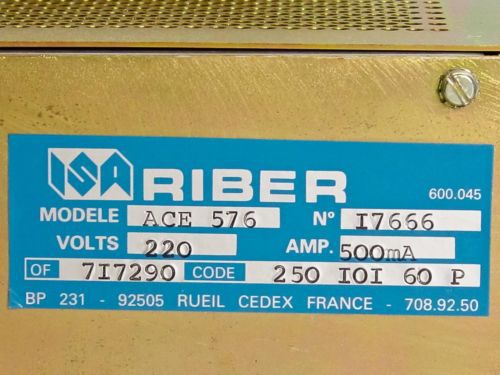 ISA RIBER 600.045
MODELE ACE 576 Nº I7666
VOLTS 220 AMP. 500mA
OF 7I7290 CODE 250 IOI 60 P
BP 231 - 92505 RUEIL CEDEX FRANCE - 708.92.50